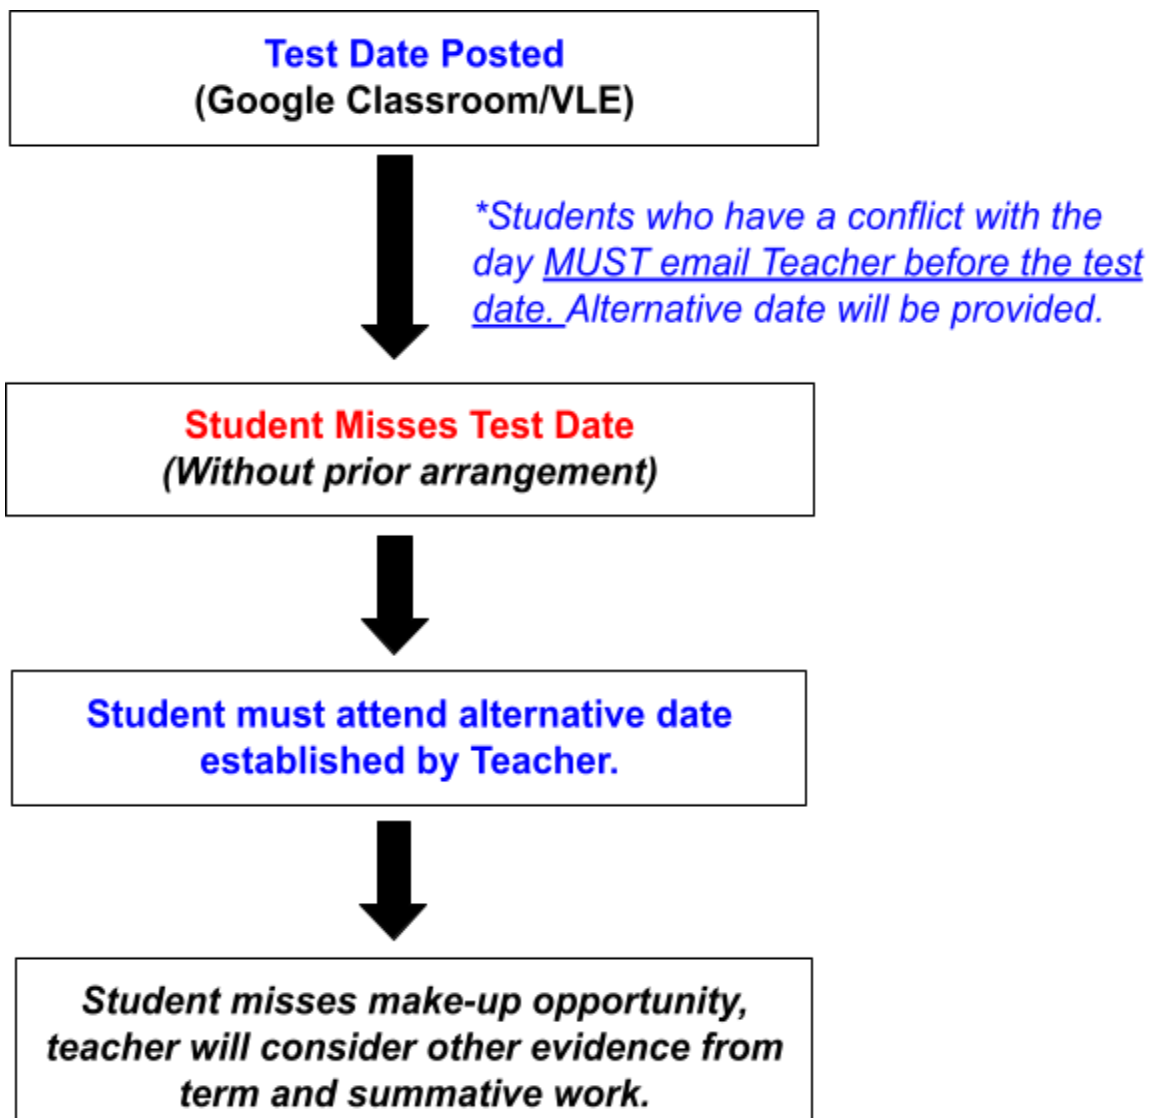 Test Date Posted
(Google Classroom/VLE)
*Students who have a conflict with the
day MUST email Teacher before the test
date. Alternative date will be provided.
Student Misses Test Date
(Without prior arrangement)
Student must attend alternative date
established by Teacher.
Student misses make-up opportunity,
teacher will consider other evidence from
term and summative work.